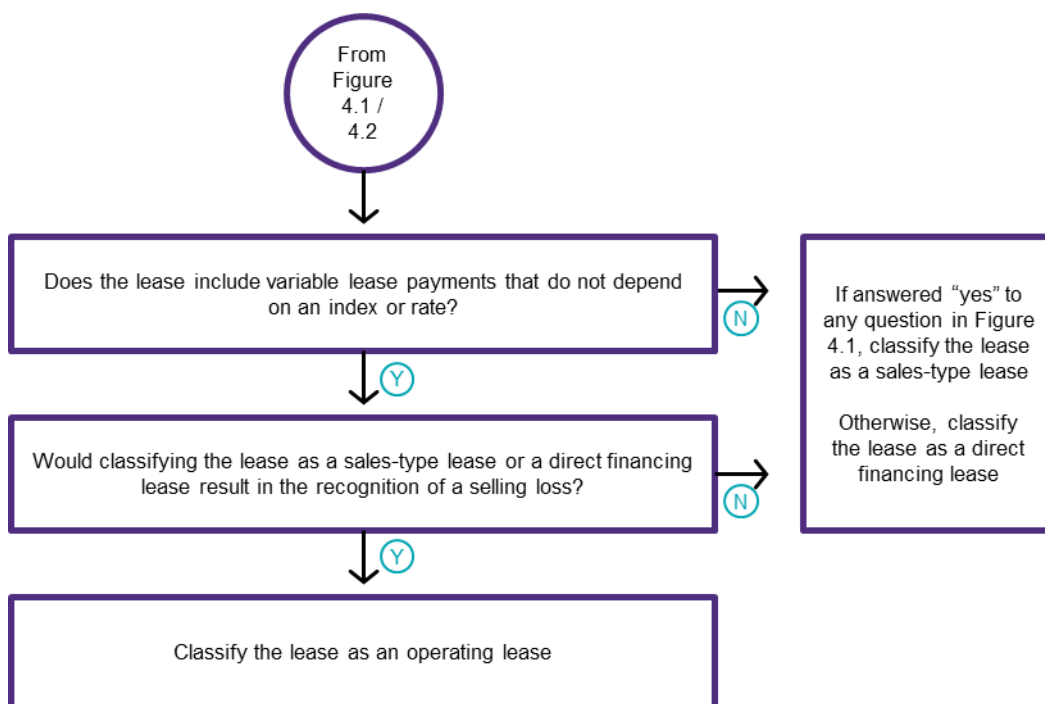 From
Figure
4.1 /
4.2
Does the lease include variable lease payments that do not depend
on an index or rate?
N
If answered “yes” to
any question in Figure
4.1, classify the lease
as a sales-type lease
Otherwise, classify
the lease as a direct
financing lease
Y
Would classifying the lease as a sales-type lease or a direct financing
lease result in the recognition of a selling loss?
N
Y
Classify the lease as an operating lease